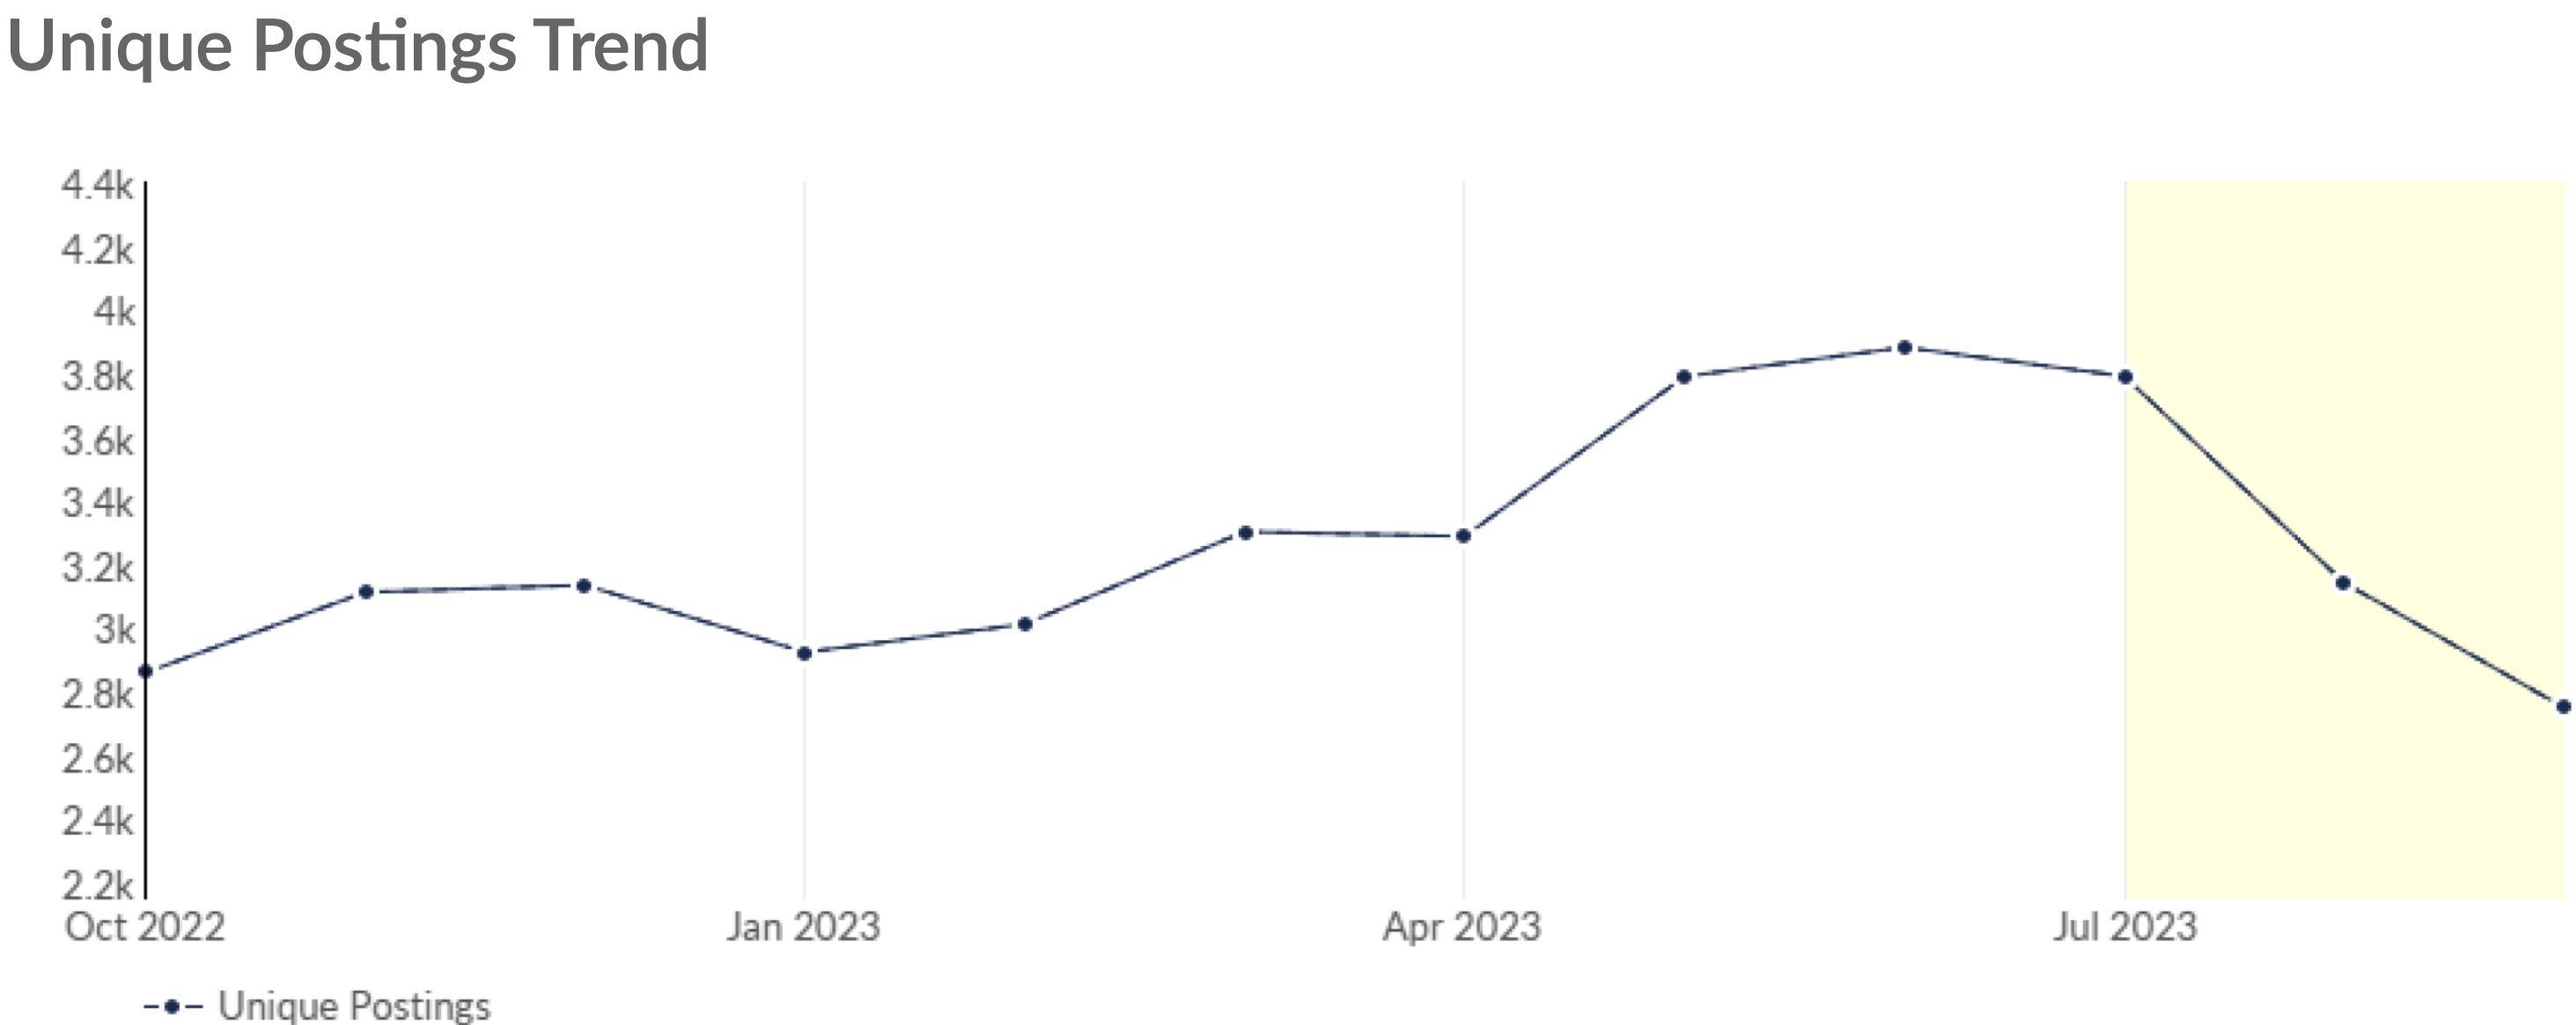 Unique Postings Trend
4.4k
4.2k
4k
3.8k
3.6k
3.4k
3.2k
3k
2.8k
2.6k
2.4k
2.2k
Oct 2022 Jan 2023 Apr 2023 Jul 2023
Unique Postings